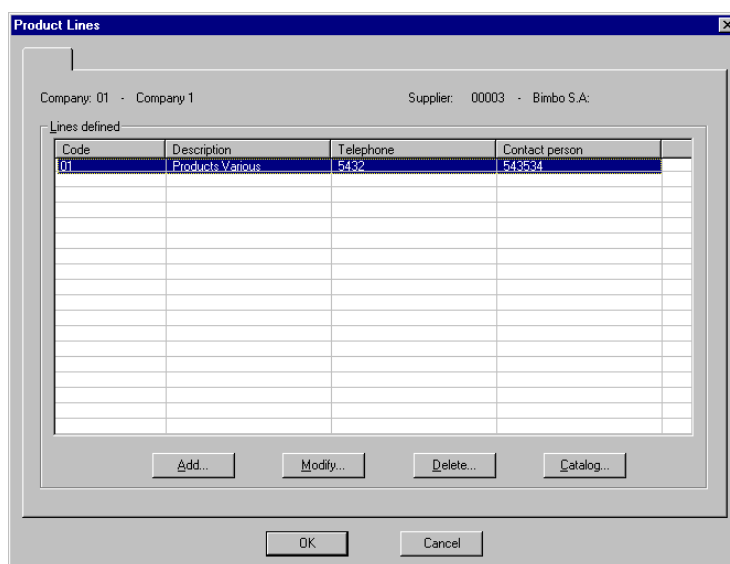 Product Lines
Company: 01 - Company 1 Supplier: 00003 - Bimbo S.A:
Lines defined
Code Description Telephone Contact person
01 Products Various 5432 543534
Add... Modify... Delete... Catalog...
OK Cancel